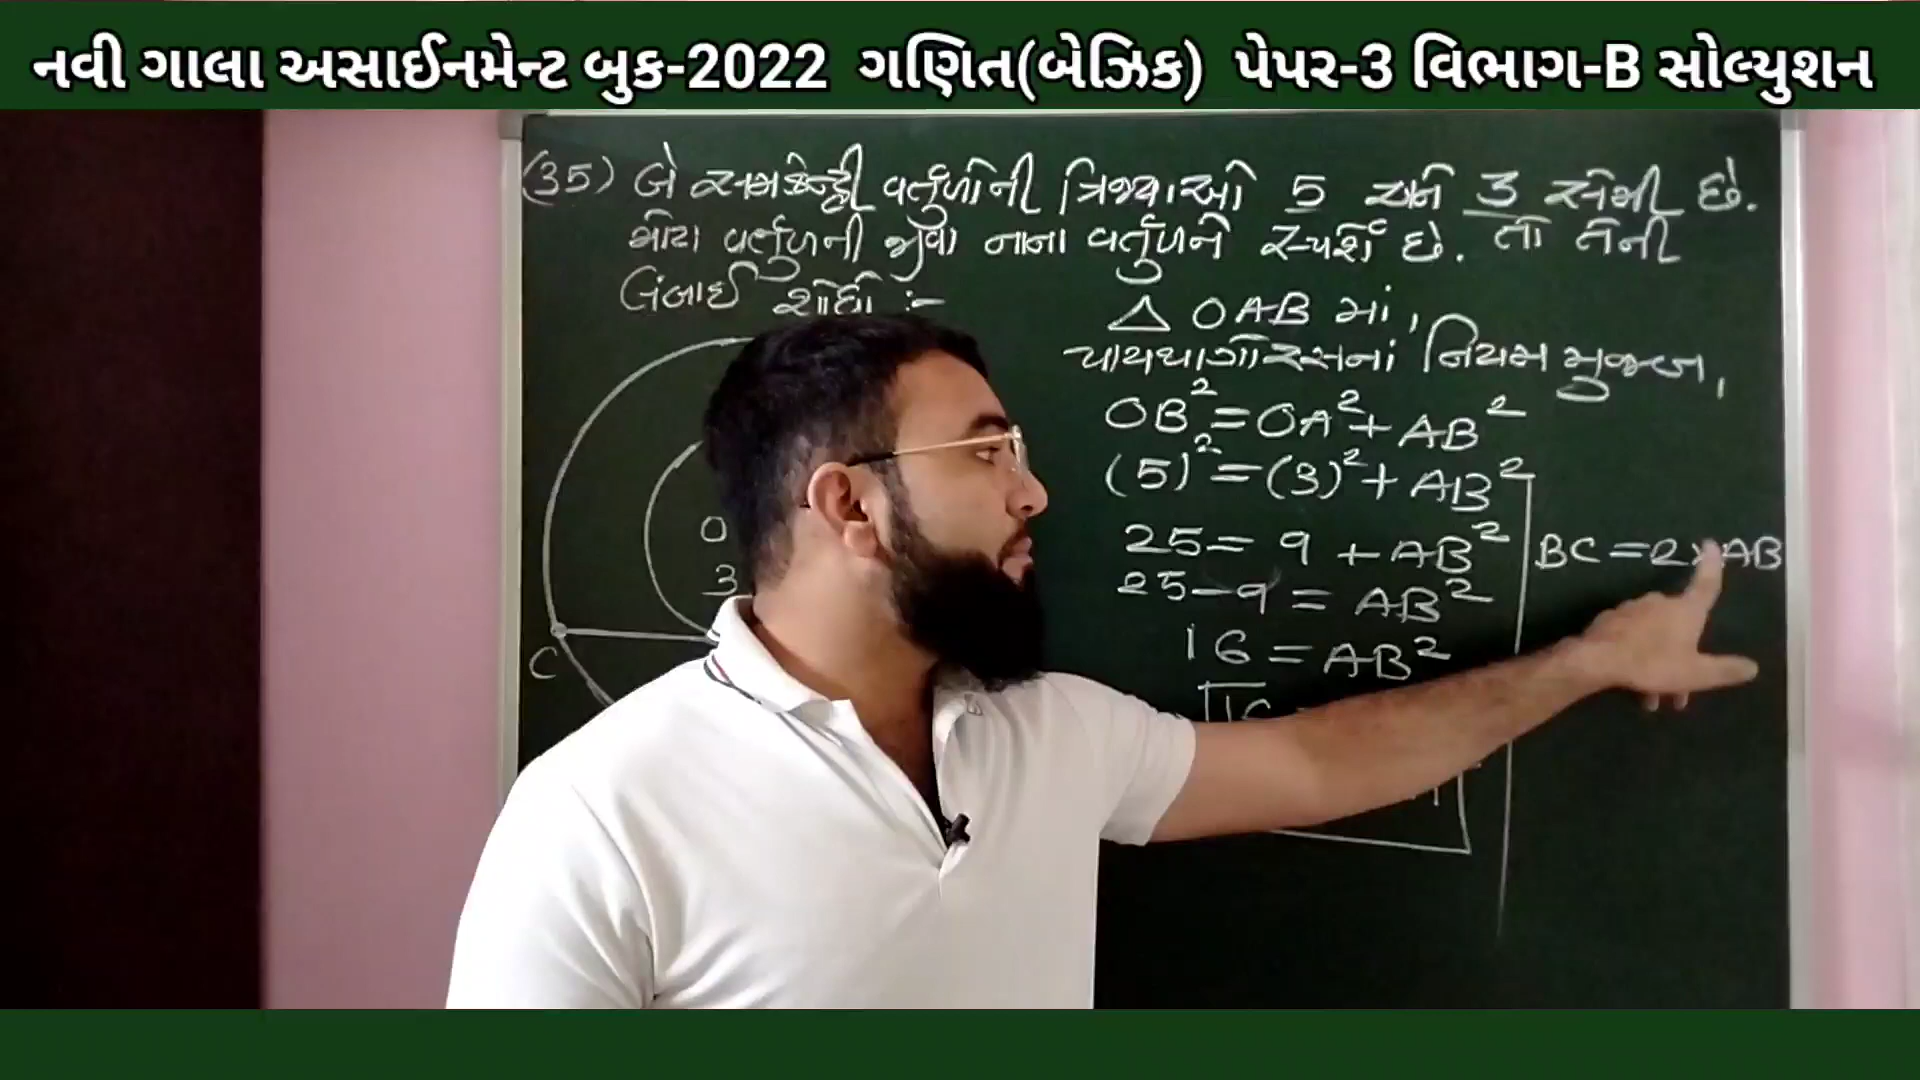 નવી ગાલા અસાઈનમેન્ટ બુક-2022 ગણિત(બેઝિક) પેપર-3 વિભાગ-B સોલ્યુશન
(35) બે સમકેન્દ્રી વર્તુળોની ત્રિજ્યાઓ 5 અને 3 સેમી છે.
મોટા વર્તુળની જીવા નાના વર્તુળને સ્પર્શે છે. તો તેની
લંબાઈ શોધો :-
△ OAB માં,
પાયથાગોરસનાં નિયમ મુજબ,
OB² = OA² + AB²
(5)² = (3)² + AB²
25 = 9 + AB²
BC = 2 × AB
25 - 9 = AB²
16 = AB²
O
3
C